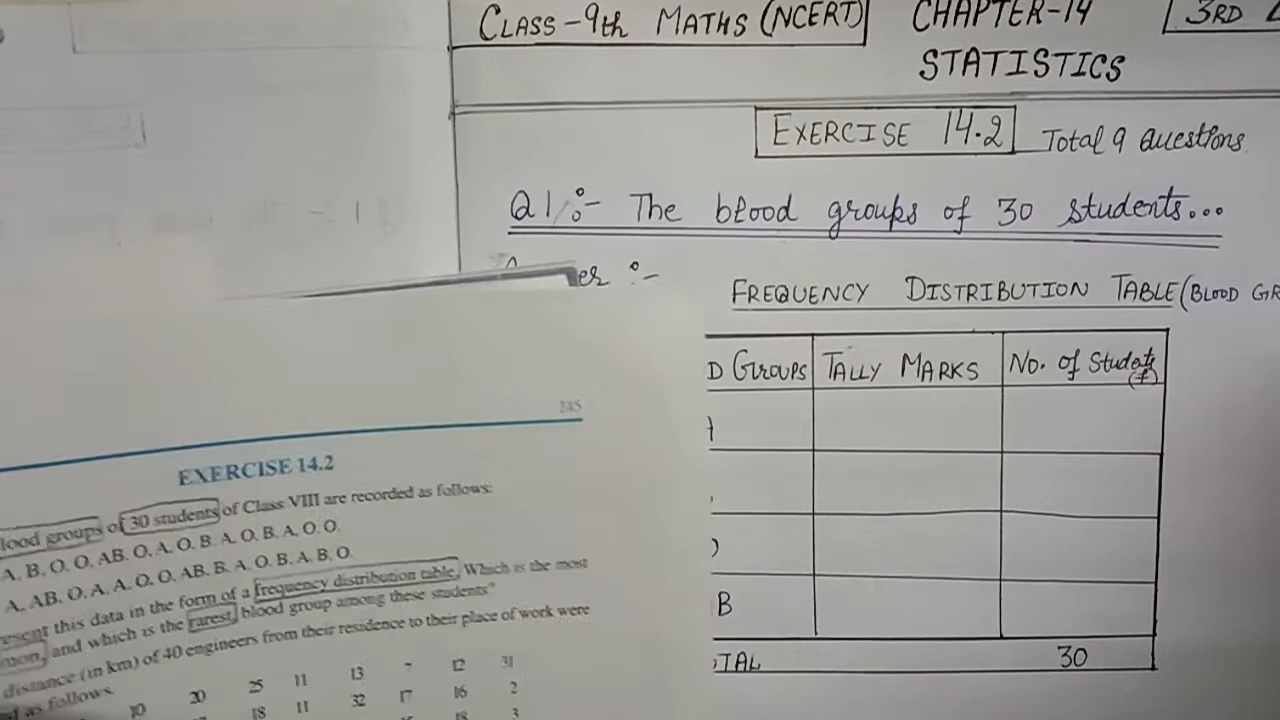 CLASS-9th MATHS (NCERT)
CHAPTER-14
3RD
STATISTICS
EXERCISE 14.2
Total 9 Questions
Q1/:- The blood groups of 30 students...
er :-
FREQUENCY DISTRIBUTION TABLE (BLOOD GR
D GROUPS TALLY MARKS No. of Students (f)
B
TAL 30
245
EXERCISE 14.2
lood groups of 30 students of Class VIII are recorded as follows:
A, B, O, O, AB, O, A, O, B, A, O, B, A, O, O,
A, AB, O, A, A, O, O, AB, B, A, O, B, A, B, O.
esent this data in the form of a frequency distribution table. Which is the most
mon, and which is the rarest, blood group among these students?
distance (in km) of 40 engineers from their residence to their place of work were
d as follows:
10 20 25 11 13 7 12 31
18 11 32 17 16 2
18 3